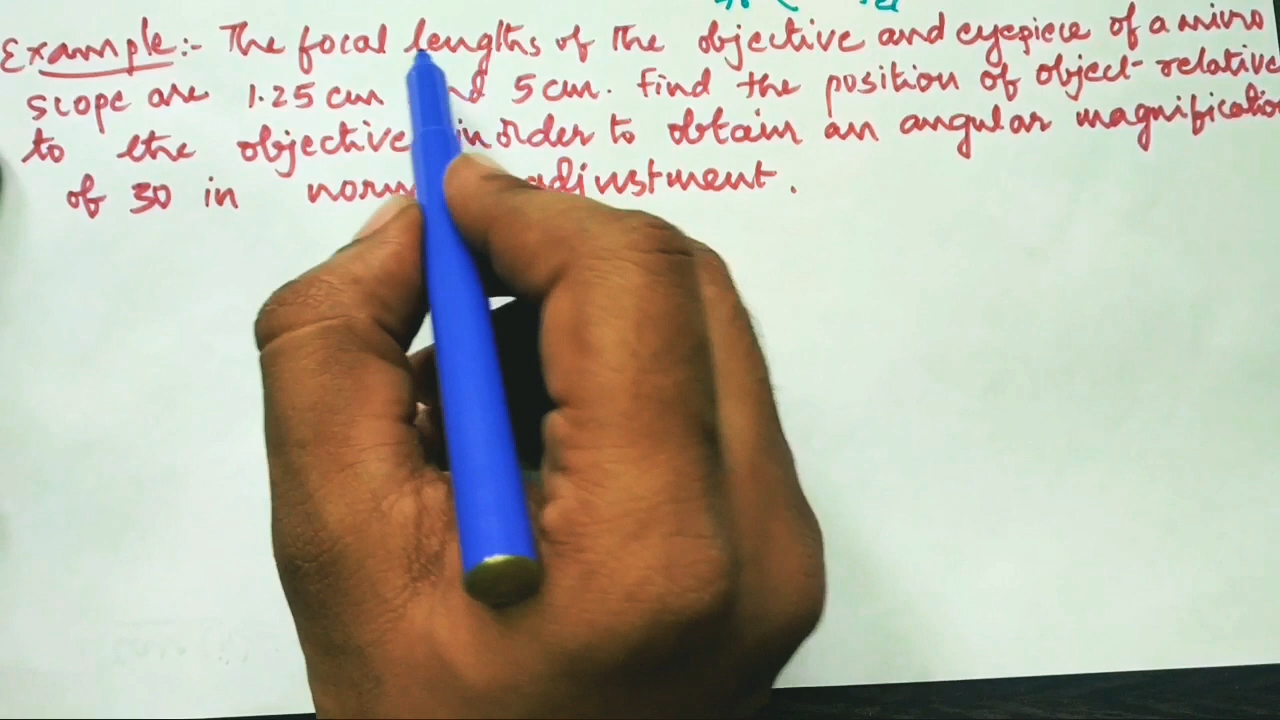 Example:- The focal lengths of the objective and eyepiece of a micro
scope are 1.25 cm 5 cm. Find the position of object relative
to the objective in order to obtain an angular magnification
of 30 in adjustment.